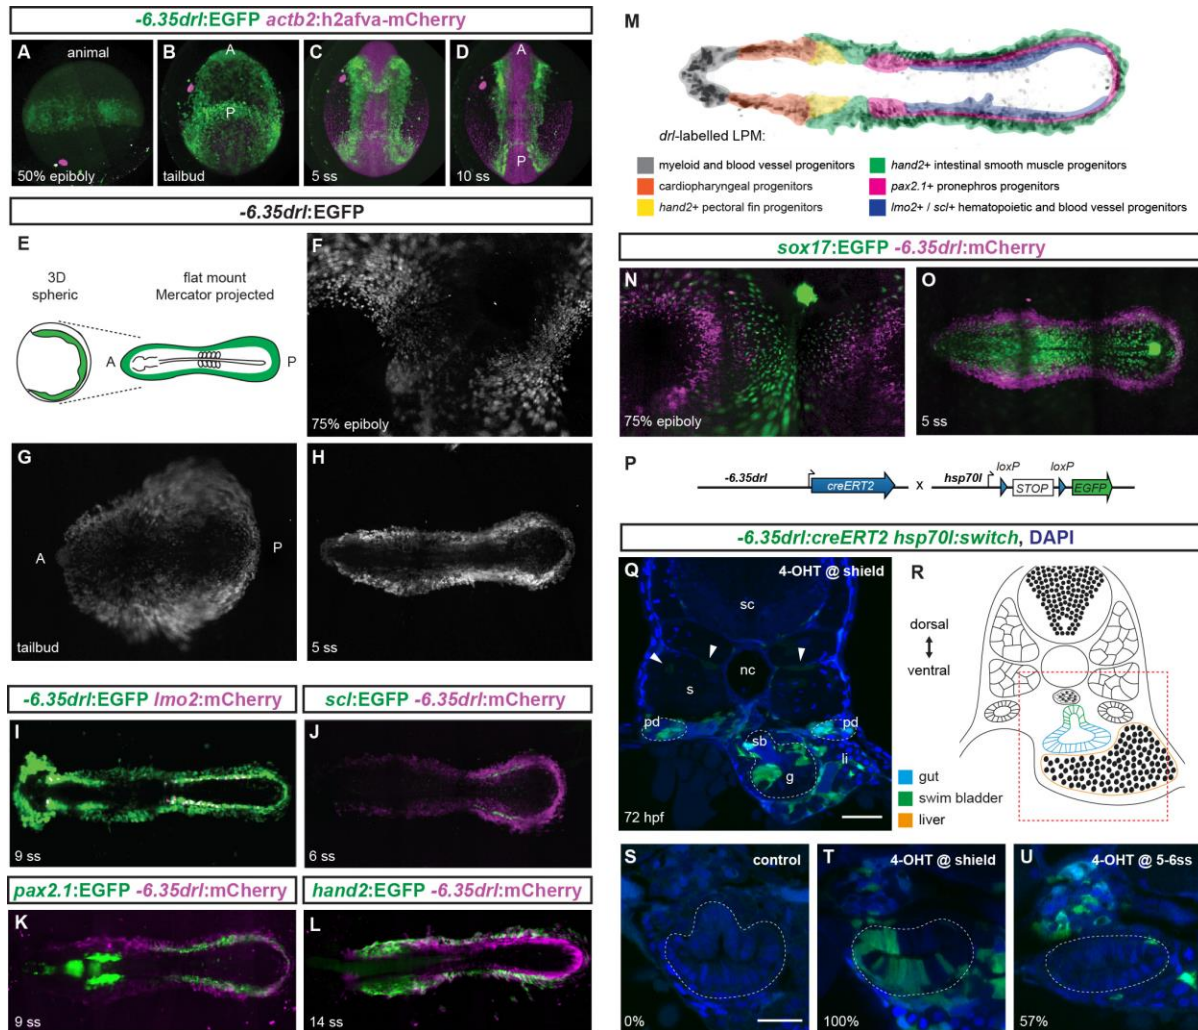 -6.35drl:EGFP actb2:h2afva-mCherry
A
animal
50% epiboly
B
A
P
tailbud
C
5 ss
D
A
P
10 ss
-6.35drl:EGFP
E
3D
spheric
flat mount
Mercator projected
A
P
F
75% epiboly
G
A
P
tailbud
H
5 ss
-6.35drl:EGFP lmo2:mCherry
I
9 ss
scl:EGFP -6.35drl:mCherry
J
6 ss
pax2.1:EGFP -6.35drl:mCherry
K
9 ss
hand2:EGFP -6.35drl:mCherry
L
14 ss
M
drl-labelled LPM:
myeloid and blood vessel progenitors
cardiopharyngeal progenitors
hand2+ pectoral fin progenitors
hand2+ intestinal smooth muscle progenitors
pax2.1+ pronephros progenitors
lmo2+ / scl+ hematopoietic and blood vessel progenitors
sox17:EGFP -6.35drl:mCherry
N
75% epiboly
O
5 ss
P
-6.35drl
creERT2
x
hsp70l
loxP
STOP
loxP
EGFP
-6.35drl:creERT2 hsp70l:switch, DAPI
Q
4-OHT @ shield
sc
nc
s
pd
pd
sb
li
g
72 hpf
R
dorsal
ventral
gut
swim bladder
liver
S
control
0%
T
4-OHT @ shield
100%
U
4-OHT @ 5-6ss
57%